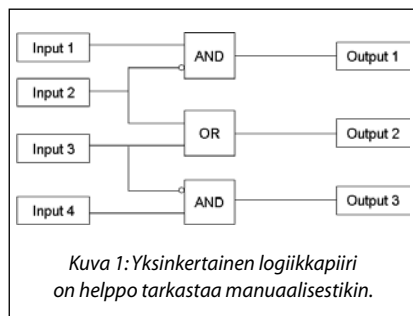 Input 1
AND
Output 1
Input 2
OR
Output 2
Input 3
AND
Output 3
Input 4
Kuva 1: Yksinkertainen logiikkapiiri
on helppo tarkastaa manuaalisestikin.